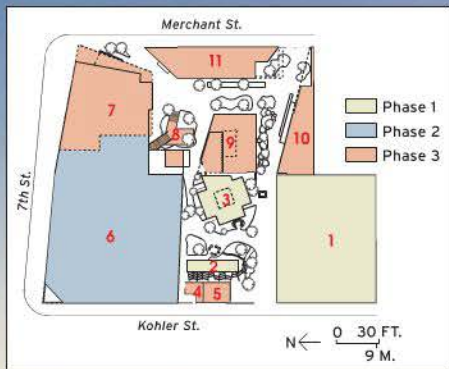 Merchant St.
11
7
10
8
9
Phase 1
Phase 2
Phase 3
3
7th St.
6
1
2
4 5
Kohler St.
N 0 30 FT.
9 M.